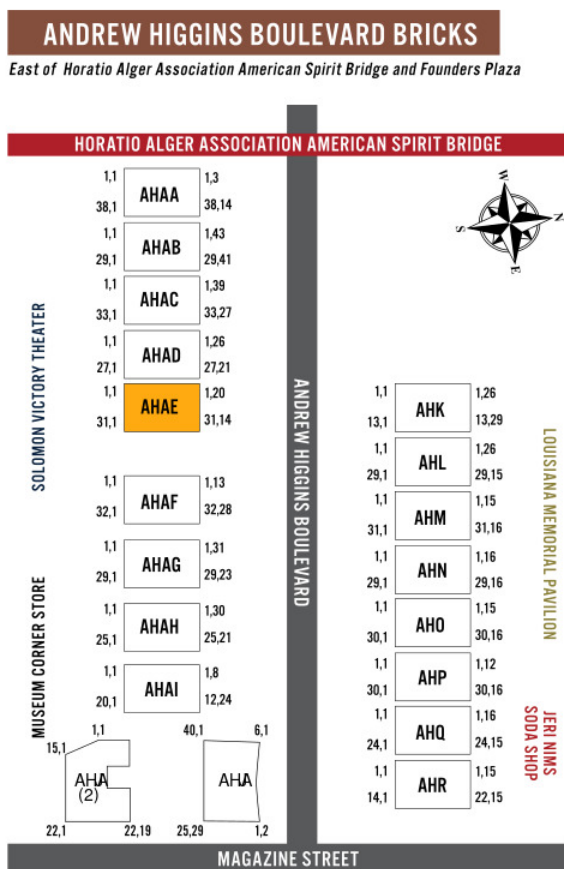 ANDREW HIGGINS BOULEVARD BRICKS
East of Horatio Alger Association American Spirit Bridge and Founders Plaza
HORATIO ALGER ASSOCIATION AMERICAN SPIRIT BRIDGE
W
N
S
E
1,1 1,3
AHAA
38,1 38,14
1,1 1,43
AHAB
29,1 29,41
1,1 1,39
AHAC
33,1 33,27
1,1 1,26
AHAD
27,1 27,21
1,1 1,20
AHAE
31,1 31,14
1,1 1,13
AHAF
32,1 32,28
1,1 1,31
AHAG
29,1 29,23
1,1 1,30
AHAH
25,1 25,21
1,1 1,8
AHAI
20,1 12,24
1,1
15,1
AHA
(2)
22,1 22,19
40,1 6,1
AHA
25,29 1,2
SOLOMON VICTORY THEATER
MUSEUM CORNER STORE
ANDREW HIGGINS BOULEVARD
1,1 1,26
AHK
13,1 13,29
1,1 1,26
AHL
29,1 29,15
1,1 1,15
AHM
31,1 31,16
1,1 1,16
AHN
29,1 29,16
1,1 1,15
AHO
30,1 30,16
1,1 1,12
AHP
30,1 30,16
1,1 1,16
AHQ
24,1 24,15
1,1 1,15
AHR
14,1 22,15
LOUISIANA MEMORIAL PAVILION
JERI NIMS
SODA SHOP
MAGAZINE STREET